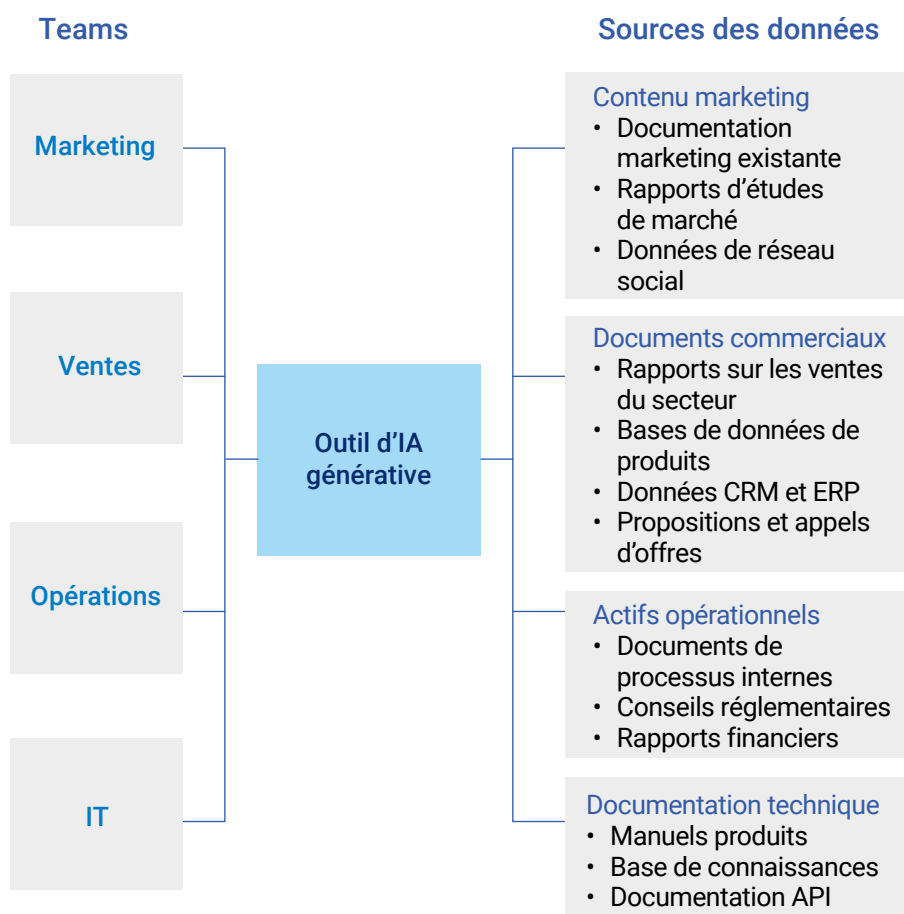 Teams
Sources des données
Marketing
Ventes
Opérations
IT
Outil d’IA
générative
Contenu marketing
• Documentation
marketing existante
• Rapports d’études
de marché
• Données de réseau
social
Documents commerciaux
• Rapports sur les ventes
du secteur
• Bases de données de
produits
• Données CRM et ERP
• Propositions et appels
d’offres
Actifs opérationnels
• Documents de
processus internes
• Conseils réglementaires
• Rapports financiers
Documentation technique
• Manuels produits
• Base de connaissances
• Documentation API